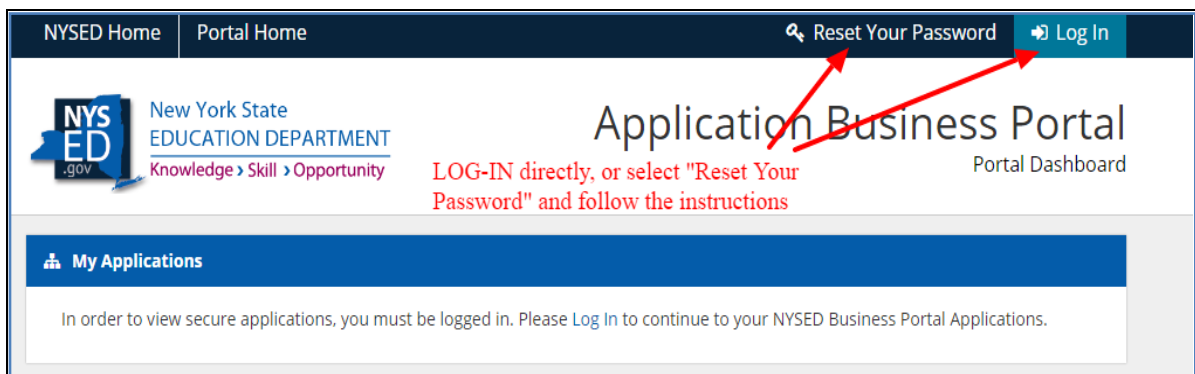 NYSED Home Portal Home Reset Your Password Log In
NYS
ED
.gov
New York State
EDUCATION DEPARTMENT
Knowledge › Skill › Opportunity
Application Business Portal
Portal Dashboard
LOG-IN directly, or select "Reset Your
Password" and follow the instructions
My Applications
In order to view secure applications, you must be logged in. Please Log In to continue to your NYSED Business Portal Applications.